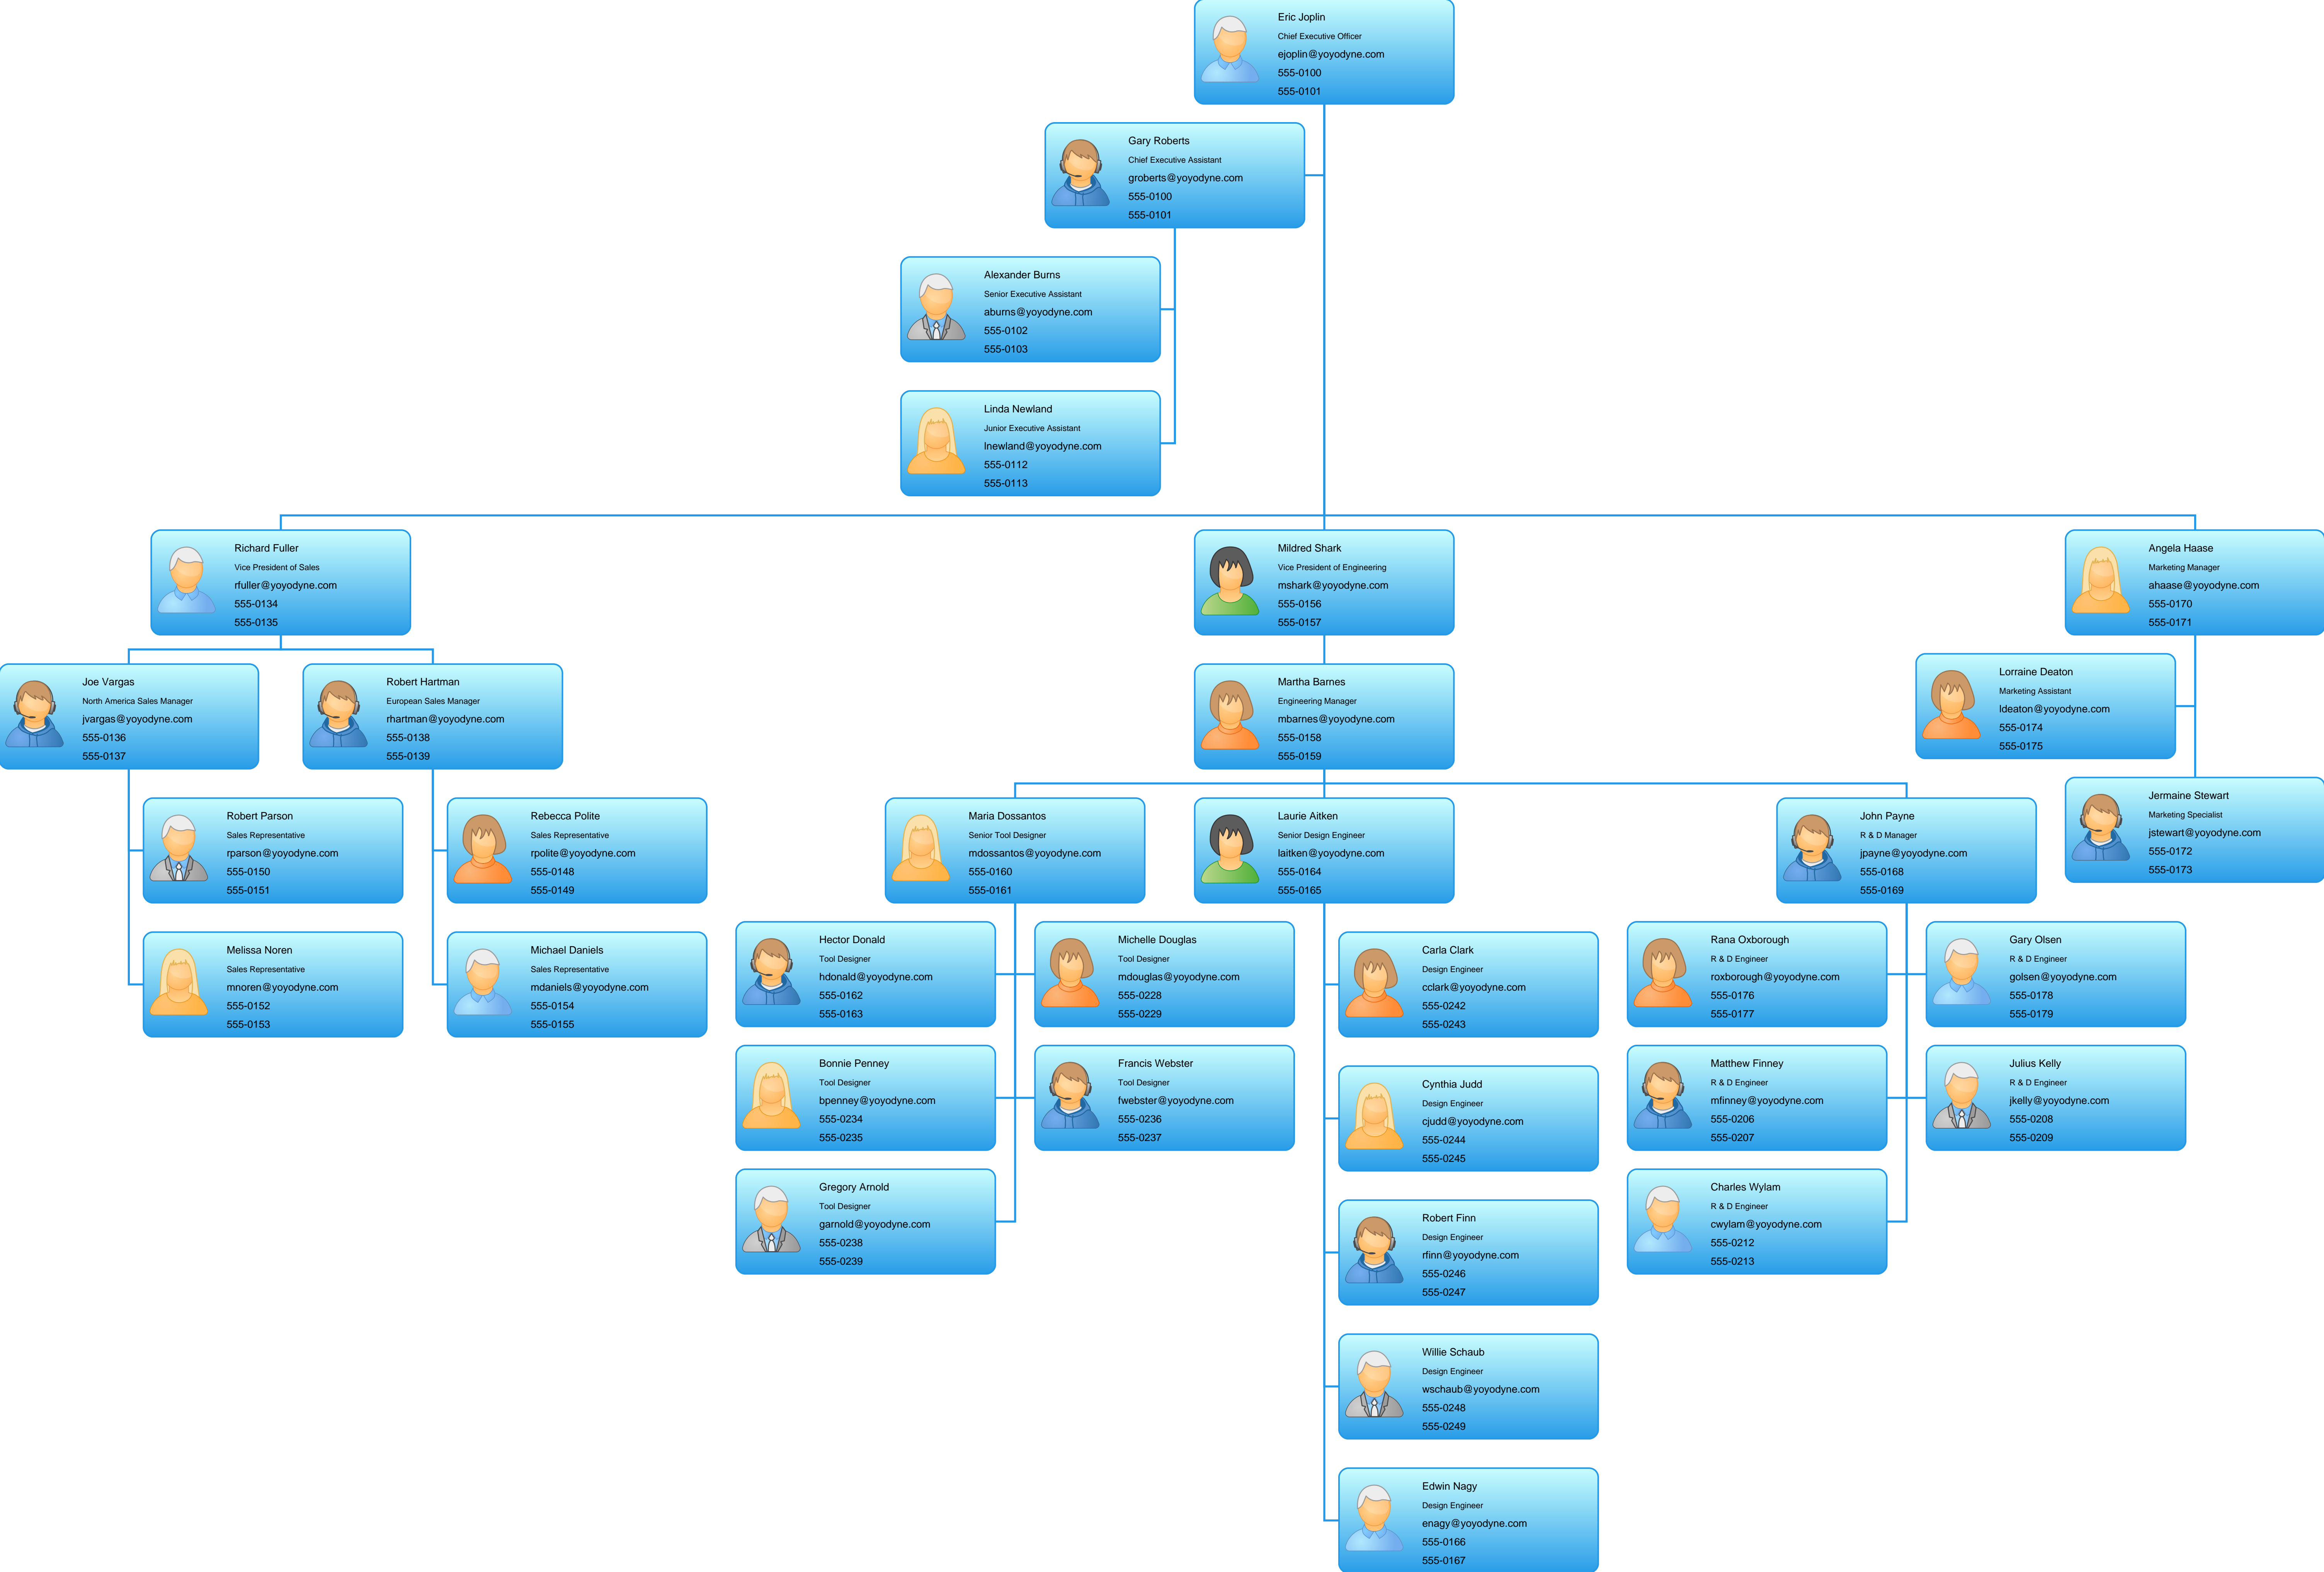 Eric Joplin
Chief Executive Officer
ejoplin@yoyodyne.com
555-0100
555-0101
Gary Roberts
Chief Executive Assistant
groberts@yoyodyne.com
555-0100
555-0101
Alexander Burns
Senior Executive Assistant
aburns@yoyodyne.com
555-0102
555-0103
Linda Newland
Junior Executive Assistant
lnewland@yoyodyne.com
555-0112
555-0113
Richard Fuller
Vice President of Sales
rfuller@yoyodyne.com
555-0134
555-0135
Mildred Shark
Vice President of Engineering
mshark@yoyodyne.com
555-0156
555-0157
Angela Haase
Marketing Manager
ahaase@yoyodyne.com
555-0170
555-0171
Joe Vargas
North America Sales Manager
jvargas@yoyodyne.com
555-0136
555-0137
Robert Hartman
European Sales Manager
rhartman@yoyodyne.com
555-0138
555-0139
Martha Barnes
Engineering Manager
mbarnes@yoyodyne.com
555-0158
555-0159
Lorraine Deaton
Marketing Assistant
ldeaton@yoyodyne.com
555-0174
555-0175
Robert Parson
Sales Representative
rparson@yoyodyne.com
555-0150
555-0151
Rebecca Polite
Sales Representative
rpolite@yoyodyne.com
555-0148
555-0149
Maria Dossantos
Senior Tool Designer
mdossantos@yoyodyne.com
555-0160
555-0161
Laurie Aitken
Senior Design Engineer
laitken@yoyodyne.com
555-0164
555-0165
John Payne
R & D Manager
jpayne@yoyodyne.com
555-0168
555-0169
Jermaine Stewart
Marketing Specialist
jstewart@yoyodyne.com
555-0172
555-0173
Melissa Noren
Sales Representative
mnoren@yoyodyne.com
555-0152
555-0153
Michael Daniels
Sales Representative
mdaniels@yoyodyne.com
555-0154
555-0155
Hector Donald
Tool Designer
hdonald@yoyodyne.com
555-0162
555-0163
Michelle Douglas
Tool Designer
mdouglas@yoyodyne.com
555-0228
555-0229
Carla Clark
Design Engineer
cclark@yoyodyne.com
555-0242
555-0243
Rana Oxborough
R & D Engineer
roxborough@yoyodyne.com
555-0176
555-0177
Gary Olsen
R & D Engineer
golsen@yoyodyne.com
555-0178
555-0179
Bonnie Penney
Tool Designer
bpenney@yoyodyne.com
555-0234
555-0235
Francis Webster
Tool Designer
fwebster@yoyodyne.com
555-0236
555-0237
Cynthia Judd
Design Engineer
cjudd@yoyodyne.com
555-0244
555-0245
Matthew Finney
R & D Engineer
mfinney@yoyodyne.com
555-0206
555-0207
Julius Kelly
R & D Engineer
jkelly@yoyodyne.com
555-0208
555-0209
Gregory Arnold
Tool Designer
garnold@yoyodyne.com
555-0238
555-0239
Robert Finn
Design Engineer
rfinn@yoyodyne.com
555-0246
555-0247
Charles Wylam
R & D Engineer
cwylam@yoyodyne.com
555-0212
555-0213
Willie Schaub
Design Engineer
wschaub@yoyodyne.com
555-0248
555-0249
Edwin Nagy
Design Engineer
enagy@yoyodyne.com
555-0166
555-0167